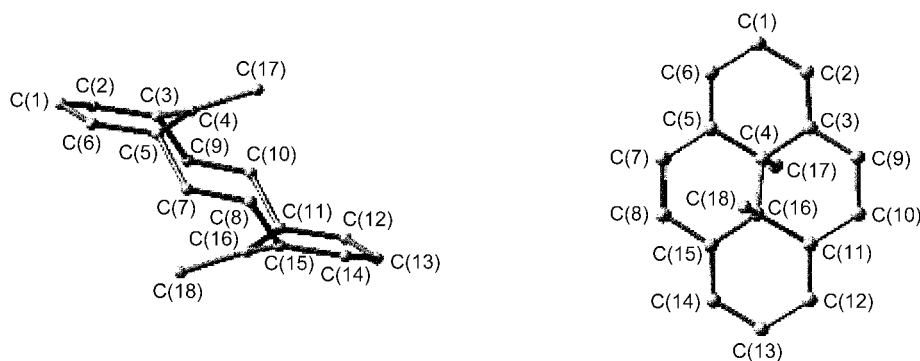 C(17)
C(2)
C(3)
C(1)
C(4)
C(9)
C(6)
C(5)
C(10)
C(7)
C(8)
C(11)
C(12)
C(16)
C(15)
C(14)
C(13)
C(18)
C(1)
C(6)
C(2)
C(5)
C(4)
C(3)
C(7)
C(17)
C(9)
C(18)
C(8)
C(16)
C(10)
C(15)
C(11)
C(14)
C(12)
C(13)